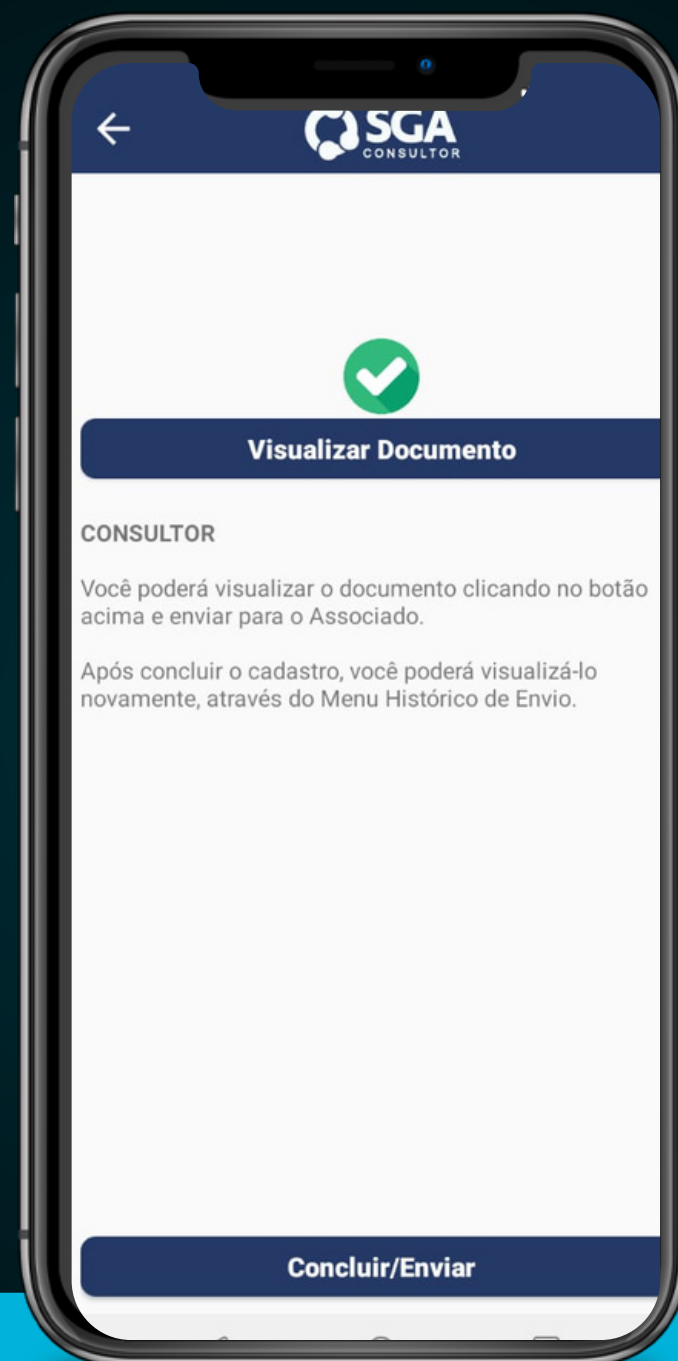 SGA
CONSULTOR
Visualizar Documento
CONSULTOR
Você poderá visualizar o documento clicando no botão
acima e enviar para o Associado.
Após concluir o cadastro, você poderá visualizá-lo
novamente, através do Menu Histórico de Envio.
Concluir/Enviar